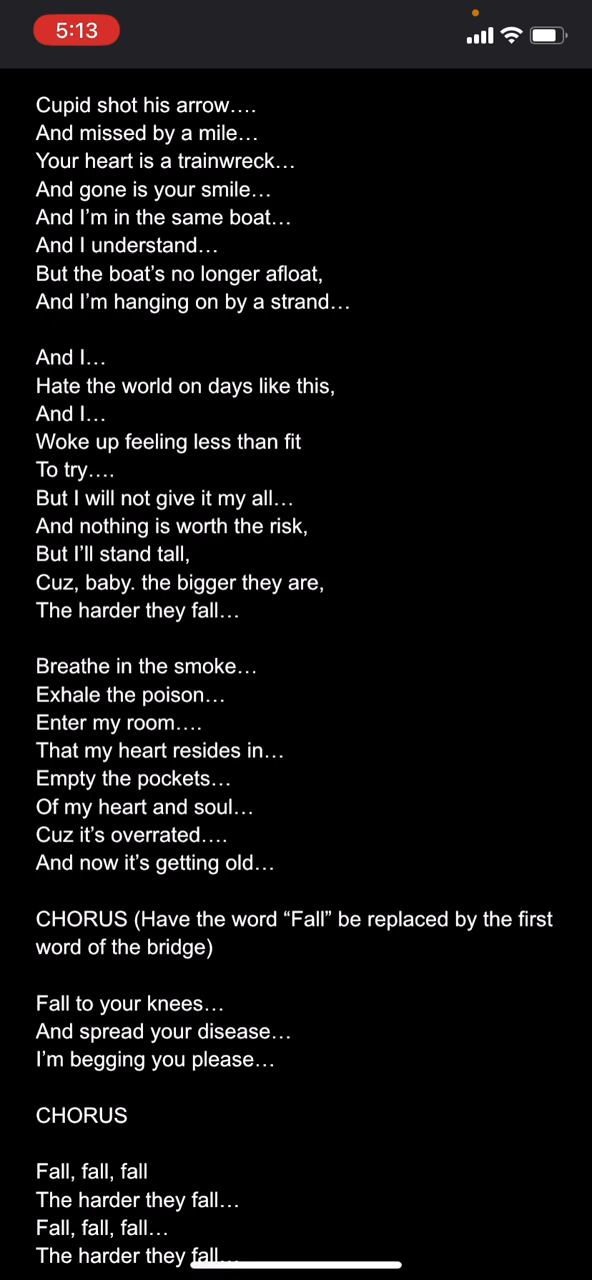 5:13
Cupid shot his arrow….
And missed by a mile…
Your heart is a trainwreck…
And gone is your smile…
And I’m in the same boat…
And I understand…
But the boat’s no longer afloat,
And I’m hanging on by a strand…
And I…
Hate the world on days like this,
And I…
Woke up feeling less than fit
To try….
But I will not give it my all…
And nothing is worth the risk,
But I’ll stand tall,
Cuz, baby. the bigger they are,
The harder they fall…
Breathe in the smoke…
Exhale the poison…
Enter my room….
That my heart resides in…
Empty the pockets…
Of my heart and soul…
Cuz it’s overrated….
And now it’s getting old…
CHORUS (Have the word “Fall” be replaced by the first
word of the bridge)
Fall to your knees…
And spread your disease…
I’m begging you please…
CHORUS
Fall, fall, fall
The harder they fall…
Fall, fall, fall…
The harder they fall…